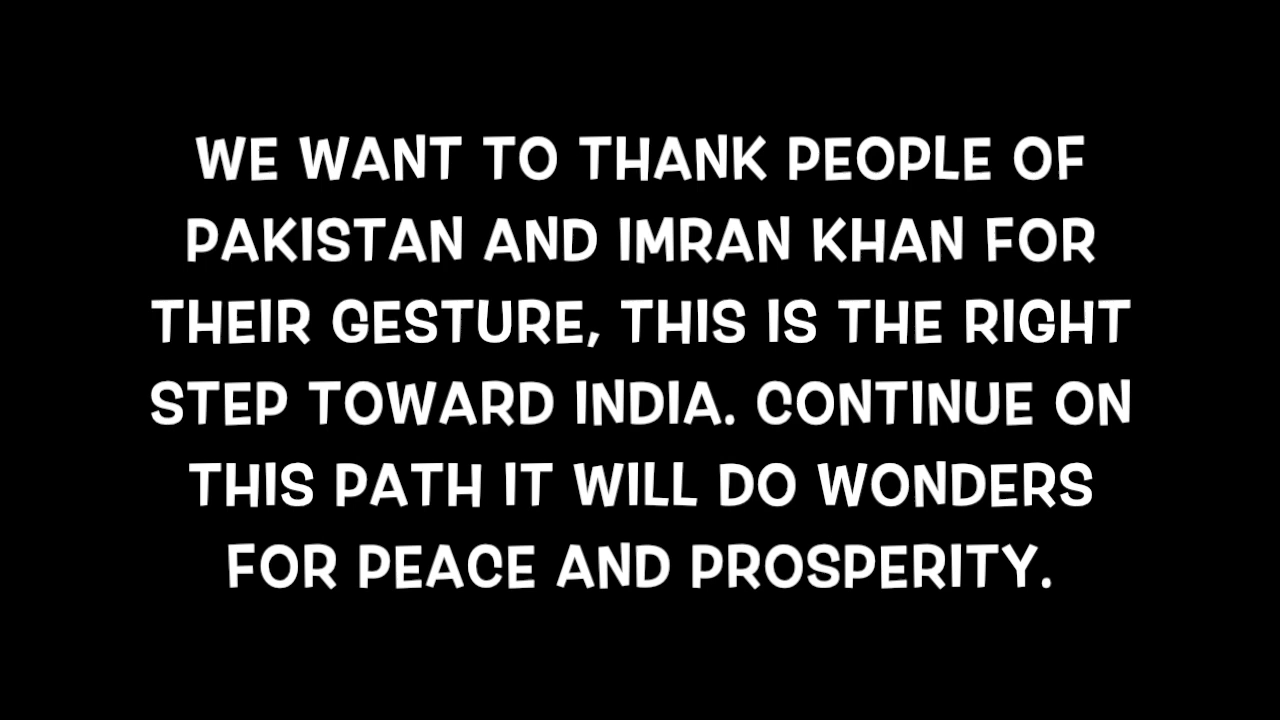 WE WANT TO THANK PEOPLE OF
PAKISTAN AND IMRAN KHAN FOR
THEIR GESTURE, THIS IS THE RIGHT
STEP TOWARD INDIA. CONTINUE ON
THIS PATH IT WILL DO WONDERS
FOR PEACE AND PROSPERITY.